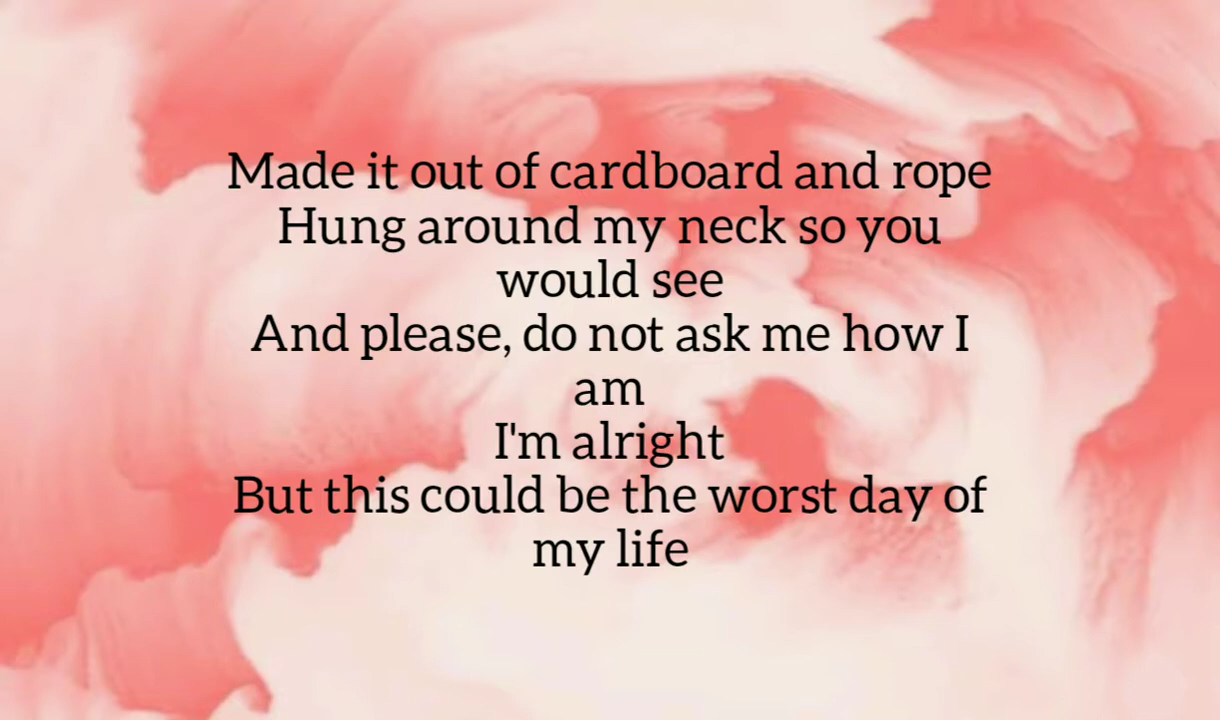 Made it out of cardboard and rope
Hung around my neck so you
would see
And please, do not ask me how I
am
I'm alright
But this could be the worst day of
my life